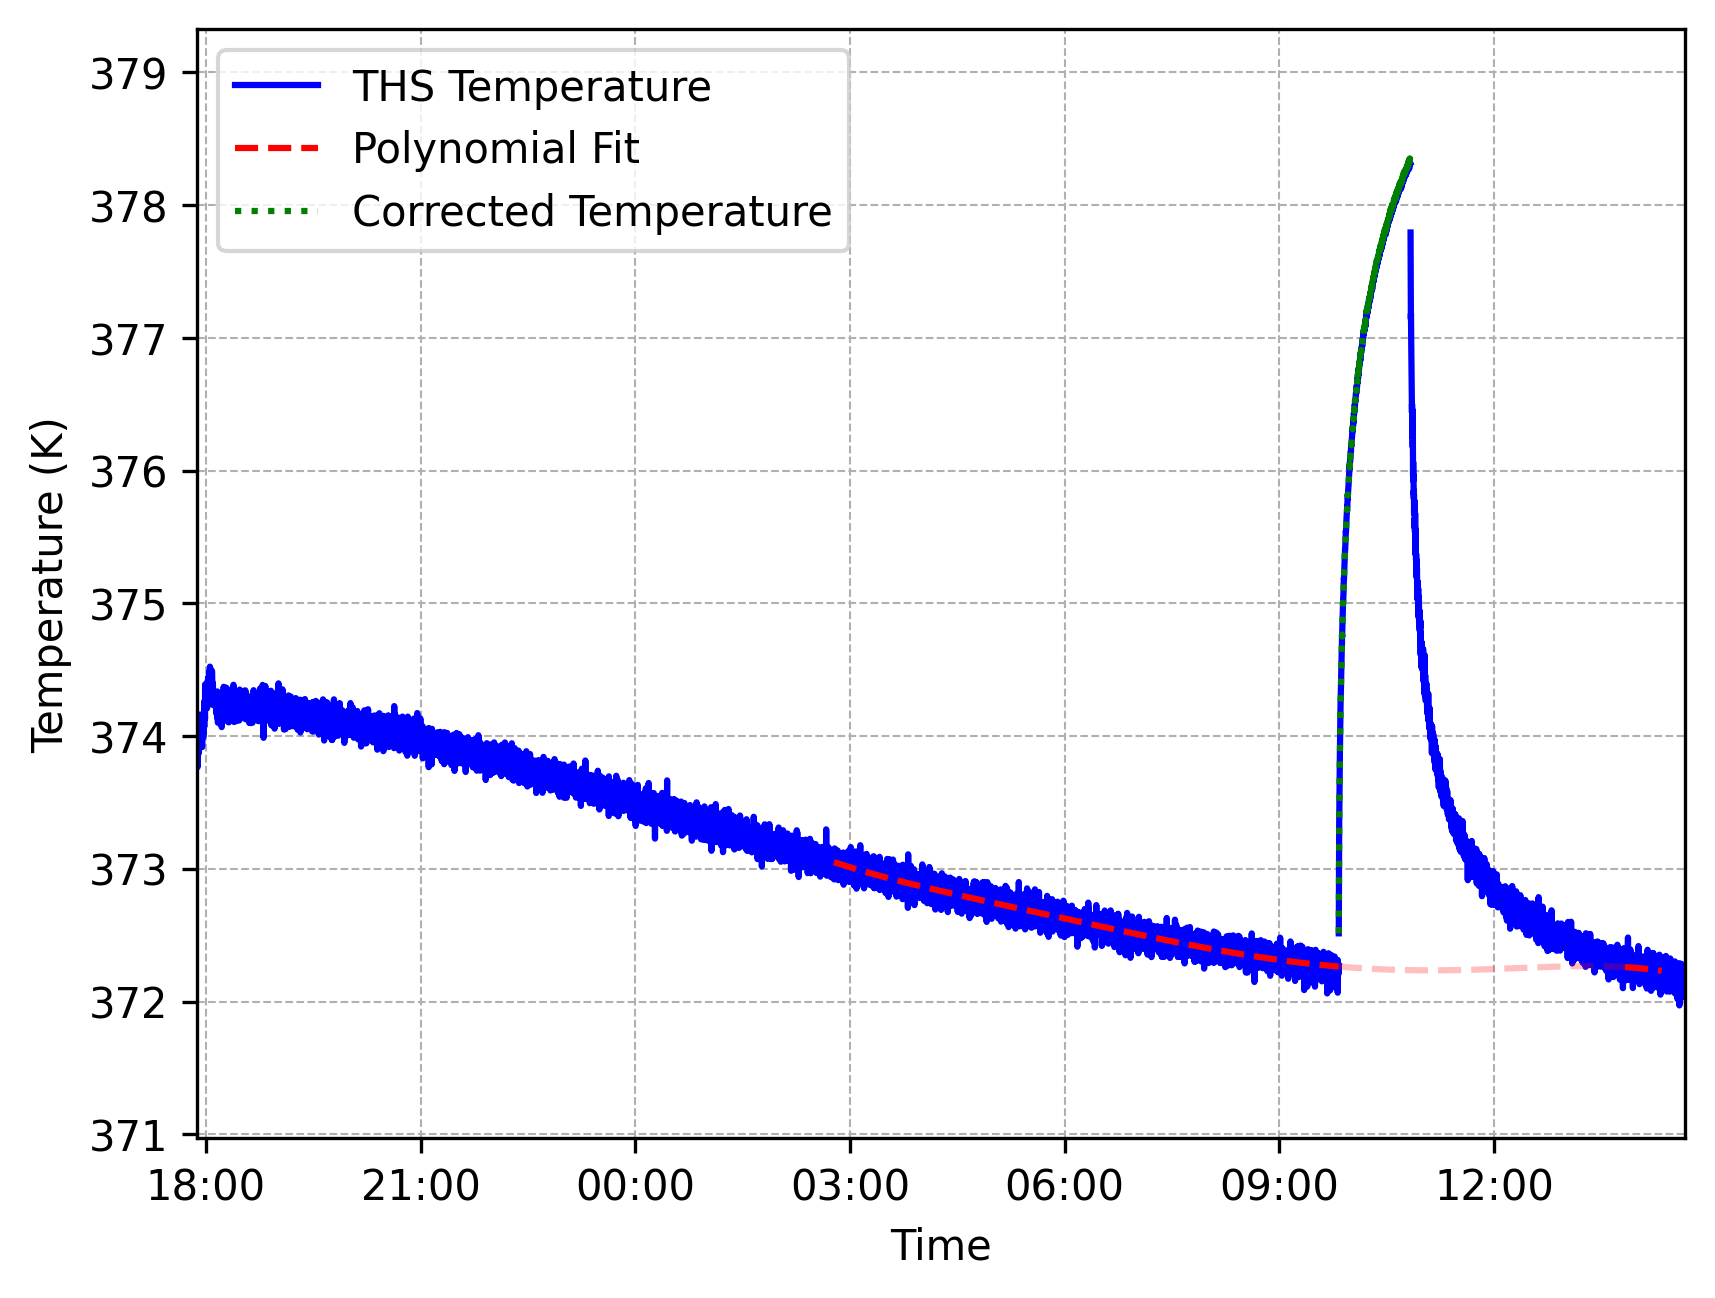 THS Temperature
Polynomial Fit
Corrected Temperature
379
378
377
376
375
374
373
372
371
Temperature (K)
18:00 21:00 00:00 03:00 06:00 09:00 12:00
Time